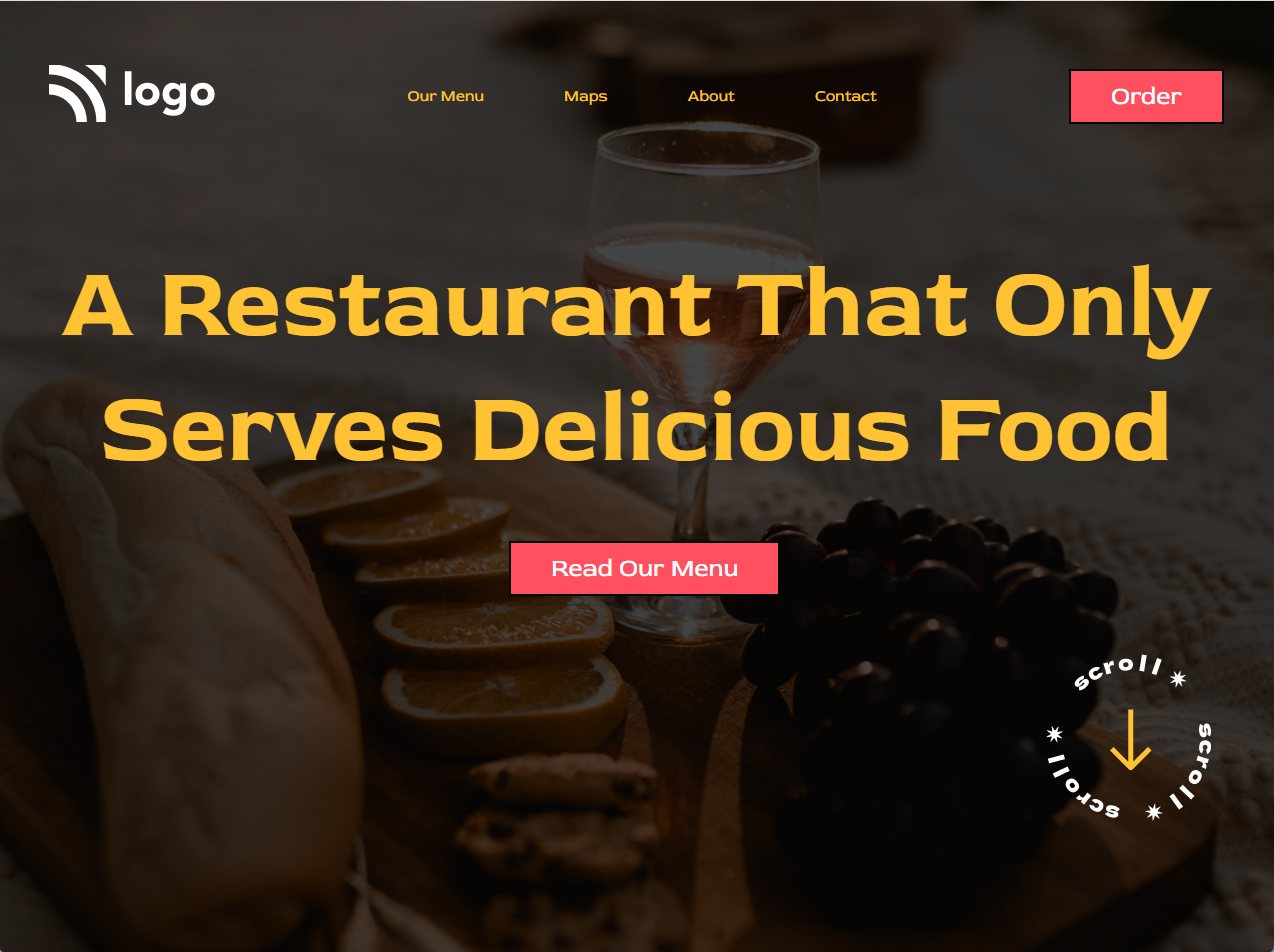 logo
Our Menu
Maps
About
Contact
Order
A Restaurant That Only
Serves Delicious Food
Read Our Menu
scroll
scroll
scroll